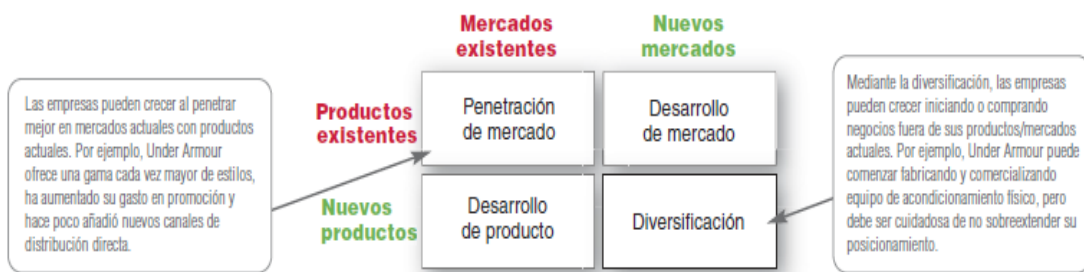 Mercados
existentes
Nuevos
mercados
Las empresas pueden crecer al penetrar
mejor en mercados actuales con productos
actuales. Por ejemplo, Under Armour
ofrece una gama cada vez mayor de estilos,
ha aumentado su gasto en promoción y
hace poco añadió nuevos canales de
distribución directa.
Productos
existentes
Penetración
de mercado
Desarrollo
de mercado
Nuevos
productos
Desarrollo
de producto
Diversificación
Mediante la diversificación, las empresas
pueden crecer iniciando o comprando
negocios fuera de sus productos/mercados
actuales. Por ejemplo, Under Armour puede
comenzar fabricando y comercializando
equipo de acondicionamiento físico, pero
debe ser cuidadosa de no sobreextender su
posicionamiento.